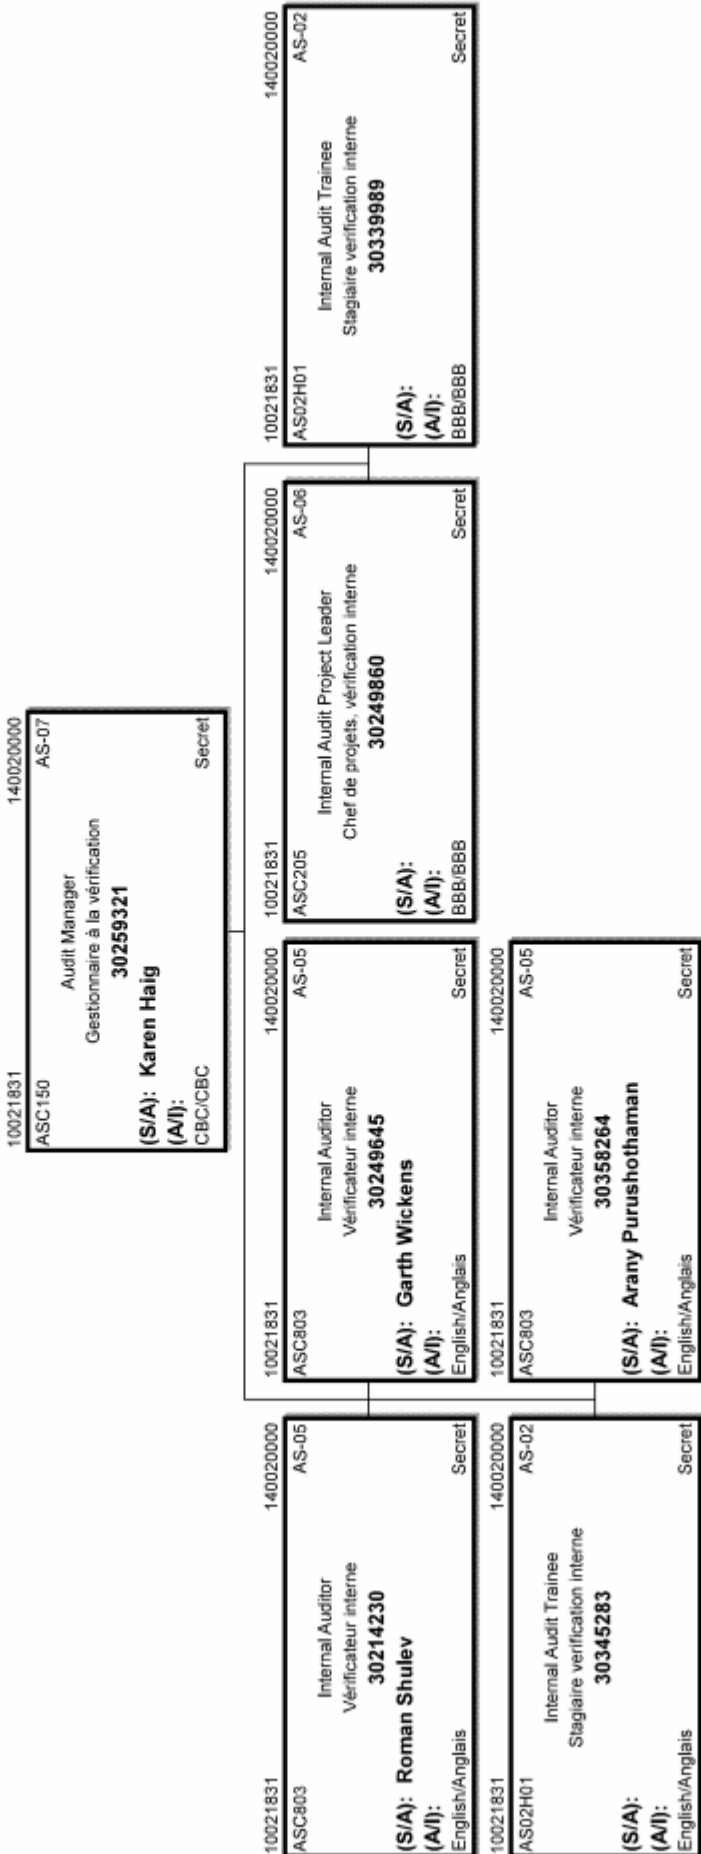 10021831 140020000
ASC150 AS-07
Audit Manager
Gestionnaire à la vérification
30259321
(S/A): Karen Haig
(A/I):
CBC/CBC Secret
10021831 140020000
ASC803 AS-05
Internal Auditor
Vérificateur interne
30214230
(S/A): Roman Shulev
(A/I):
English/Anglais Secret
10021831 140020000
ASC803 AS-05
Internal Auditor
Vérificateur interne
30249645
(S/A): Garth Wickens
(A/I):
English/Anglais Secret
10021831 140020000
ASC205 AS-06
Internal Audit Project Leader
Chef de projets, vérification interne
30249860
(S/A):
(A/I):
BBB/BBB Secret
10021831 140020000
AS02H01 AS-02
Internal Audit Trainee
Stagiaire verification interne
30339989
(S/A):
(A/I):
BBB/BBB Secret
10021831 140020000
AS02H01 AS-02
Internal Audit Trainee
Stagiaire verification interne
30345283
(S/A):
(A/I):
English/Anglais Secret
10021831 140020000
ASC803 AS-05
Internal Auditor
Vérificateur interne
30358264
(S/A): Arany Purushothaman
(A/I):
English/Anglais Secret